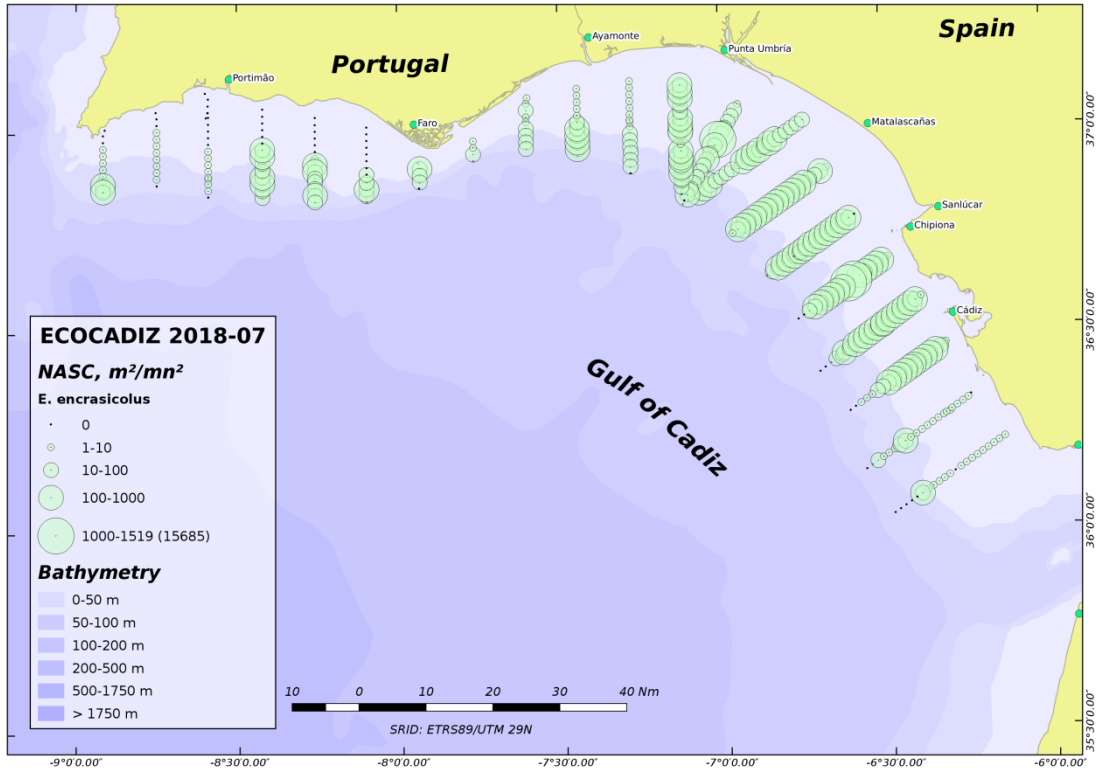 Spain
Portugal
Ayamonte
Punta Umbría
Portimão
Faro
Matalascañas
Sanlúcar
Chipiona
Cádiz
Gulf of Cadiz
37°0'0.00"
36°30'0.00"
36°0'0.00"
35°30'0.00"
ECOCADIZ 2018-07
NASC, m²/mn²
E. encrasicolus
0
1-10
10-100
100-1000
1000-1519 (15685)
Bathymetry
0-50 m
50-100 m
100-200 m
200-500 m
500-1750 m
> 1750 m
10 0 10 20 30 40 Nm
SRID: ETRS89/UTM 29N
-9°0'0.00" -8°30'0.00" -8°0'0.00" -7°30'0.00" -7°0'0.00" -6°30'0.00" -6°0'0.00"